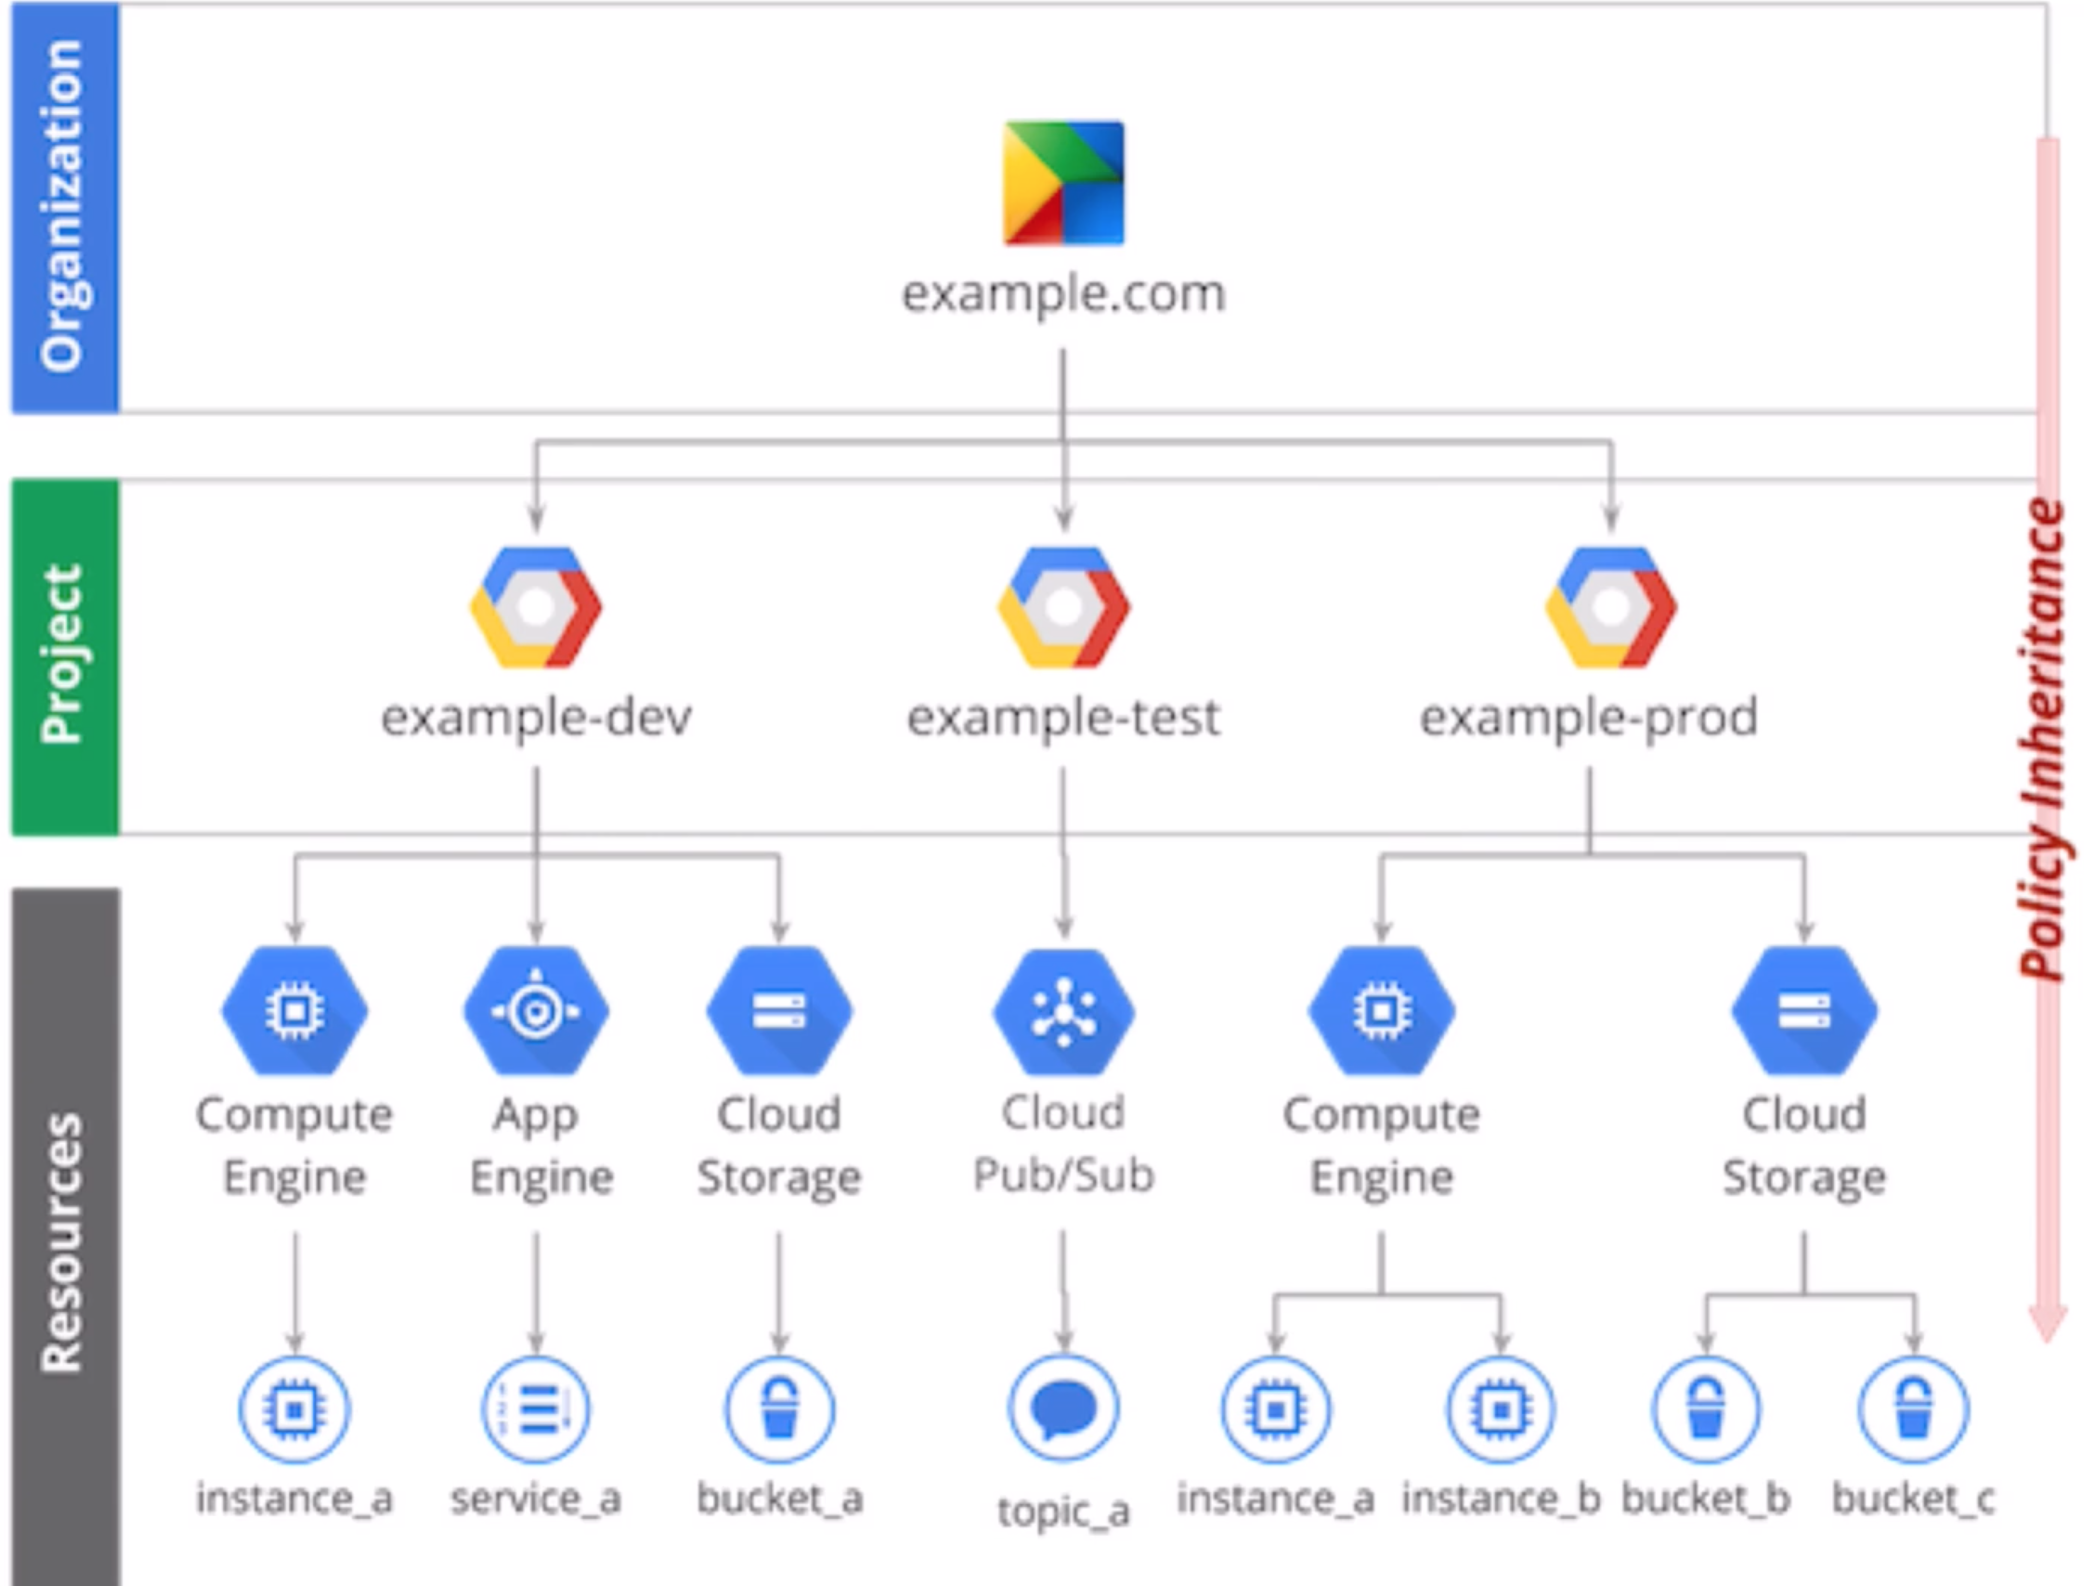 Organization
example.com
Project
example-dev
example-test
example-prod
Policy Inheritance
Resources
Compute
Engine
App
Engine
Cloud
Storage
Cloud
Pub/Sub
Compute
Engine
Cloud
Storage
instance_a
service_a
bucket_a
topic_a
instance_a
instance_b
bucket_b
bucket_c